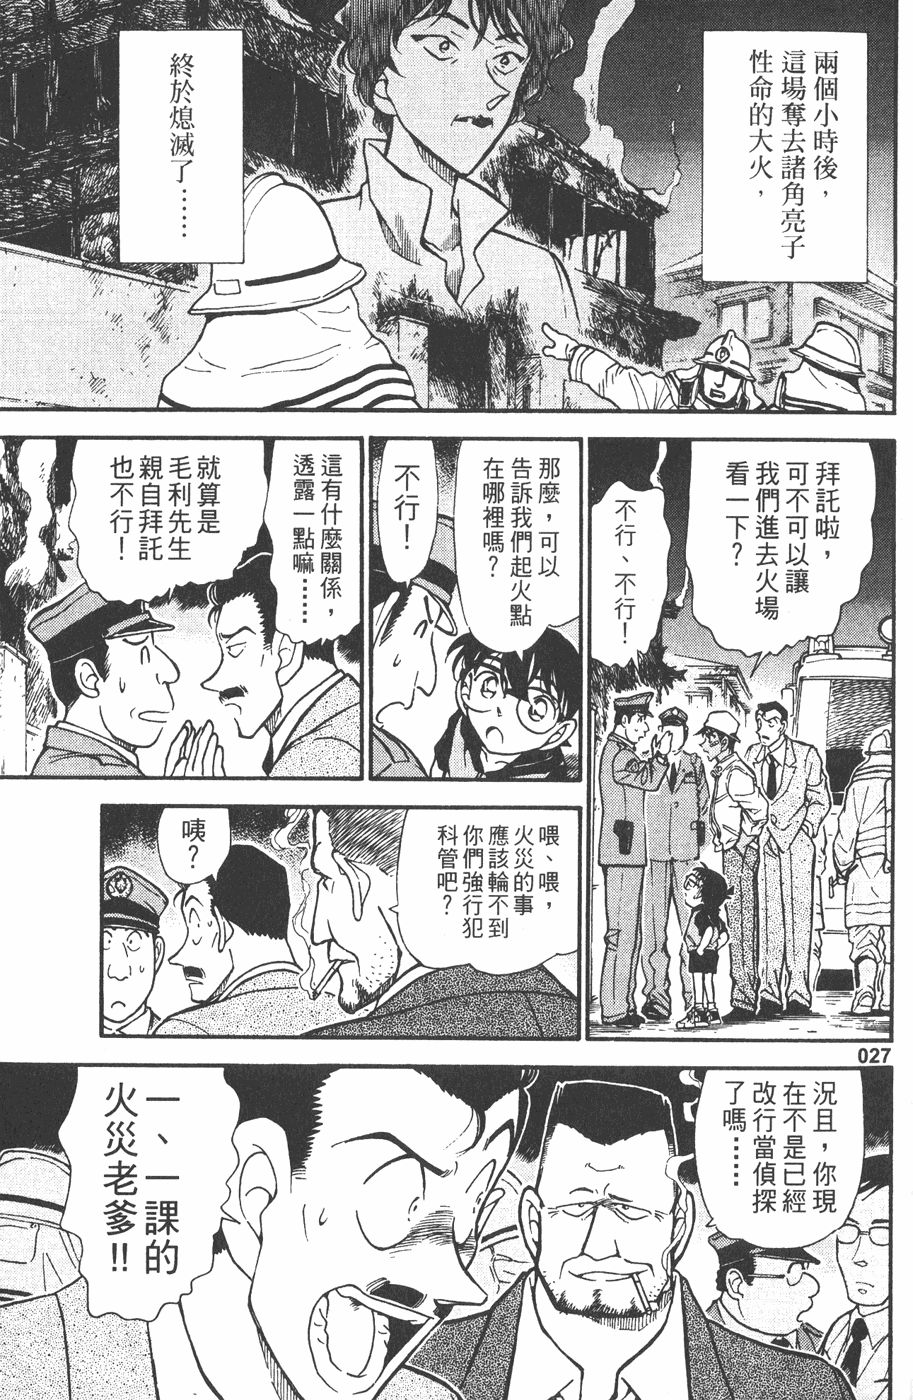 兩個小時後，
這場奪去諸角亮子
性命的大火，
終於熄滅了……
拜託啦，
可不可以讓
我們進去火場
看一下？
不行、不行！
那麼，可以
告訴我們起火點
在哪裡嗎？
不行！
這有什麼關係，
透露一點嘛……
就算是
毛利先生
親自拜託
也不行！
喂、喂，
火災的事
應該輪不到
你們強行犯
科管吧？
咦？
027
況且，你現
在不是已經
改行當偵探
了嗎……
一、一課的
火災老爹！！